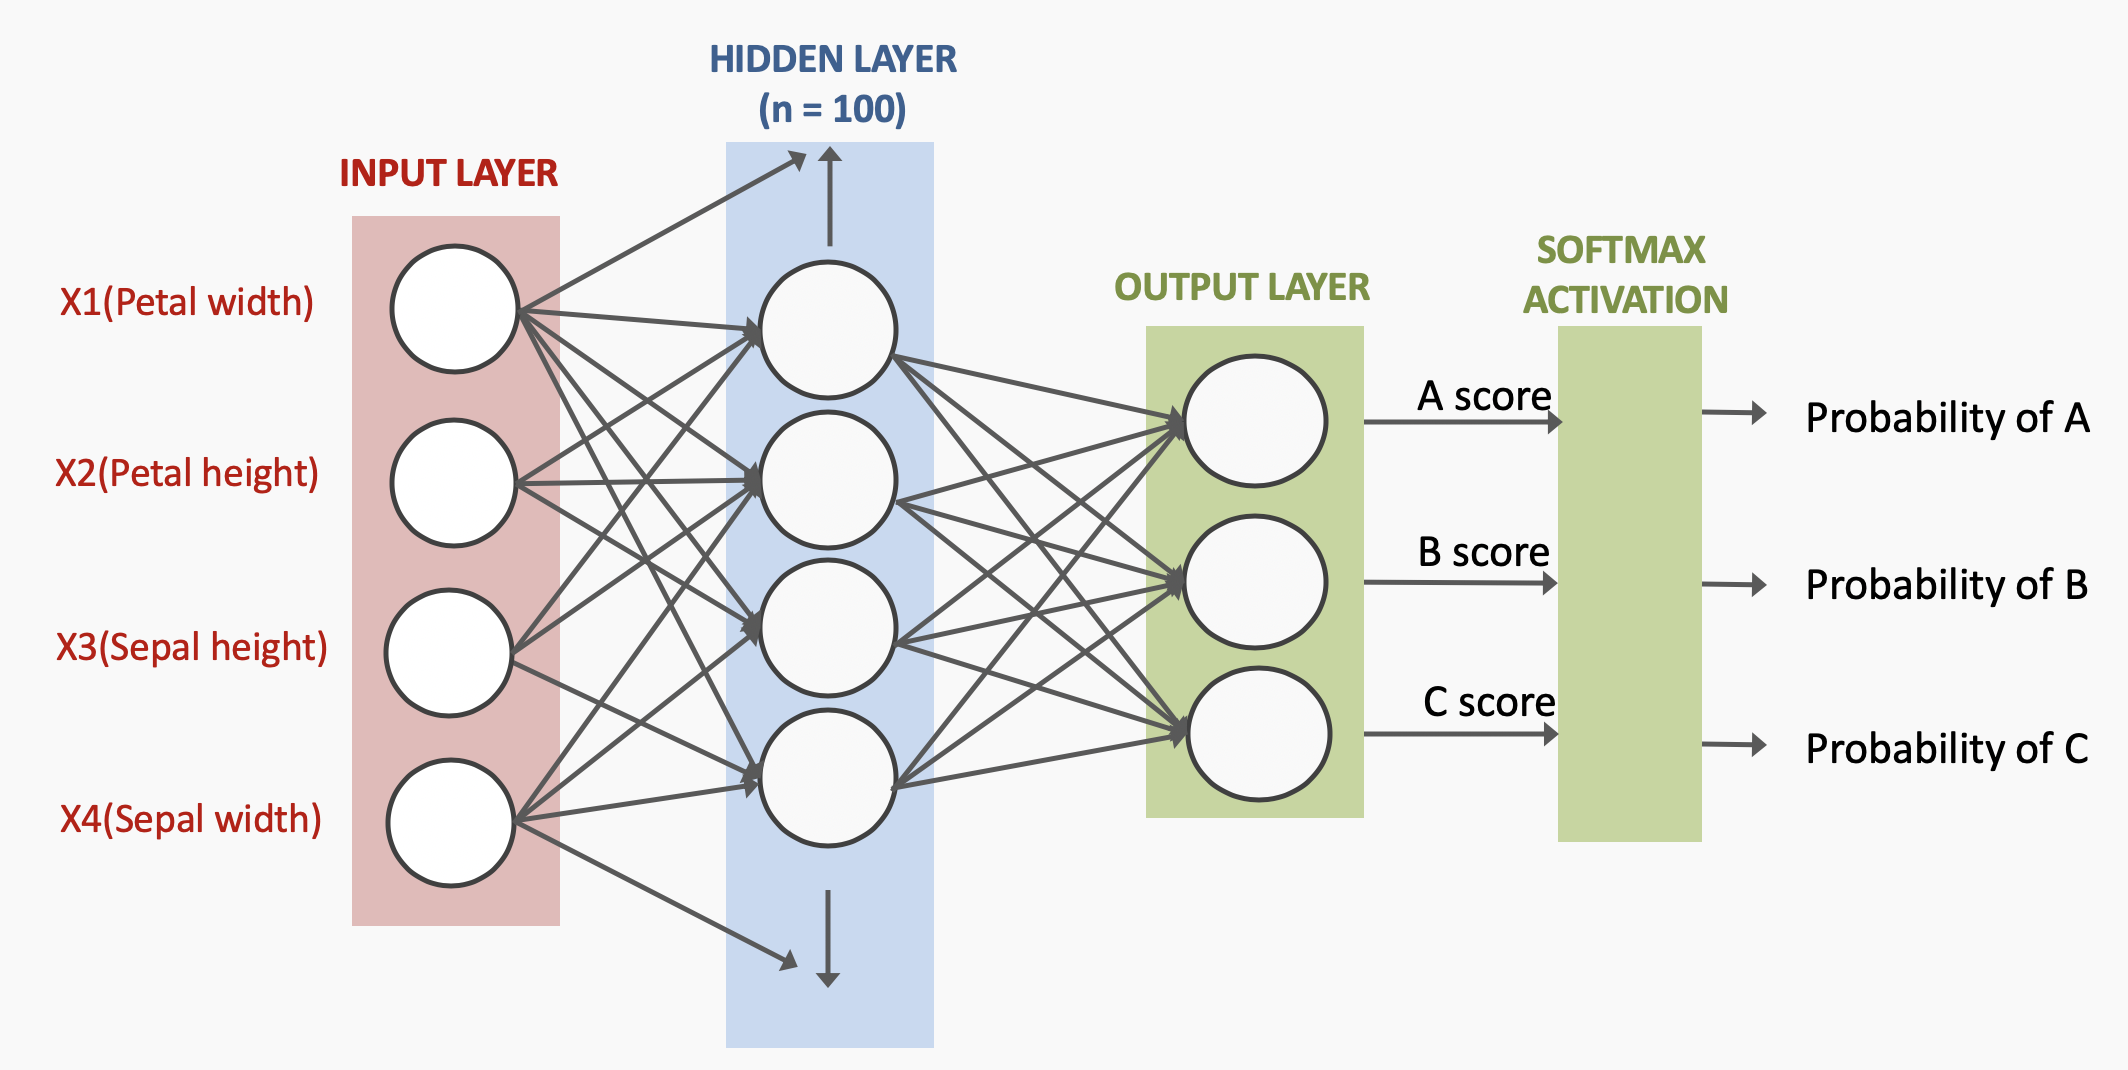 HIDDEN LAYER
(n = 100)
INPUT LAYER
X1(Petal width)
X2(Petal height)
X3(Sepal height)
X4(Sepal width)
OUTPUT LAYER
SOFTMAX
ACTIVATION
A score
B score
C score
Probability of A
Probability of B
Probability of C